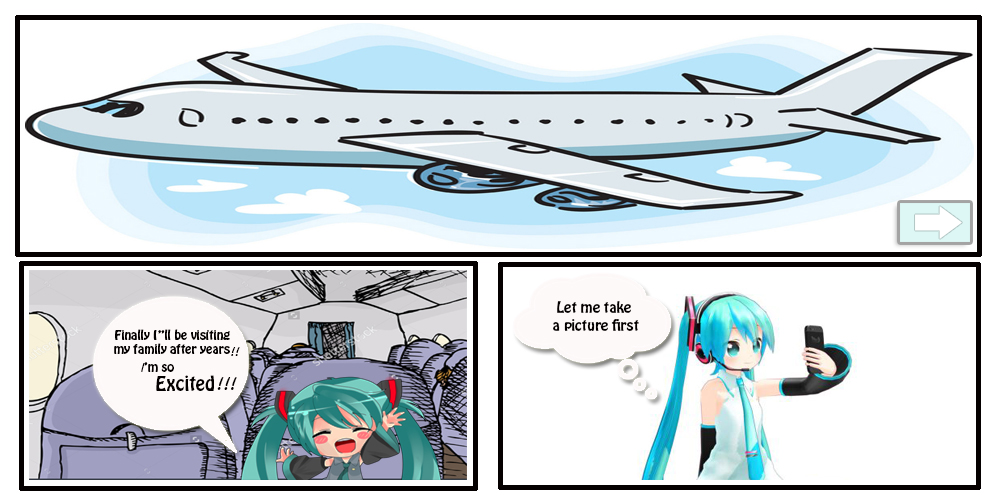 Finally I"ll be visiting
my family after years!!
I'm so
Excited!!!
Let me take
a picture first